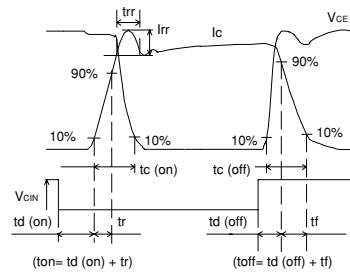 trr
Irr
Ic
VCE
90%
90%
10%
10%
10%
10%
tc (on)
tc (off)
VCIN
td (on)
tr
td (off)
tf
(ton= td (on) + tr)
(toff= td (off) + tf)